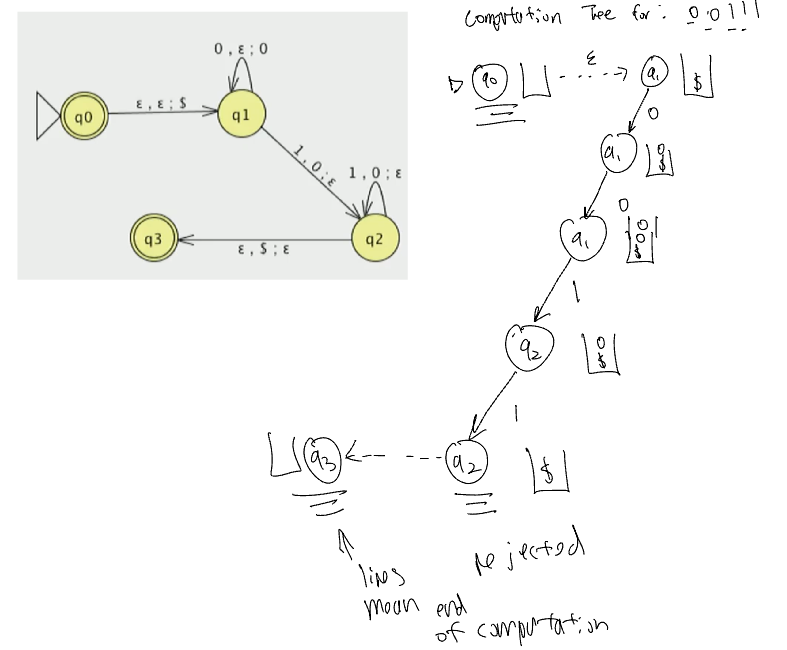 Computation Tree for: 00111
0,ε;0
q0
ε,ε;$
q1
1,0;ε
1,0;ε
q3
ε,$;ε
q2
q0
ε
q1
$
0
q1
0
$
0
q1
0
0
$
1
q2
0
$
1
q3
q2
$
rejected
lines
mean end
of computation